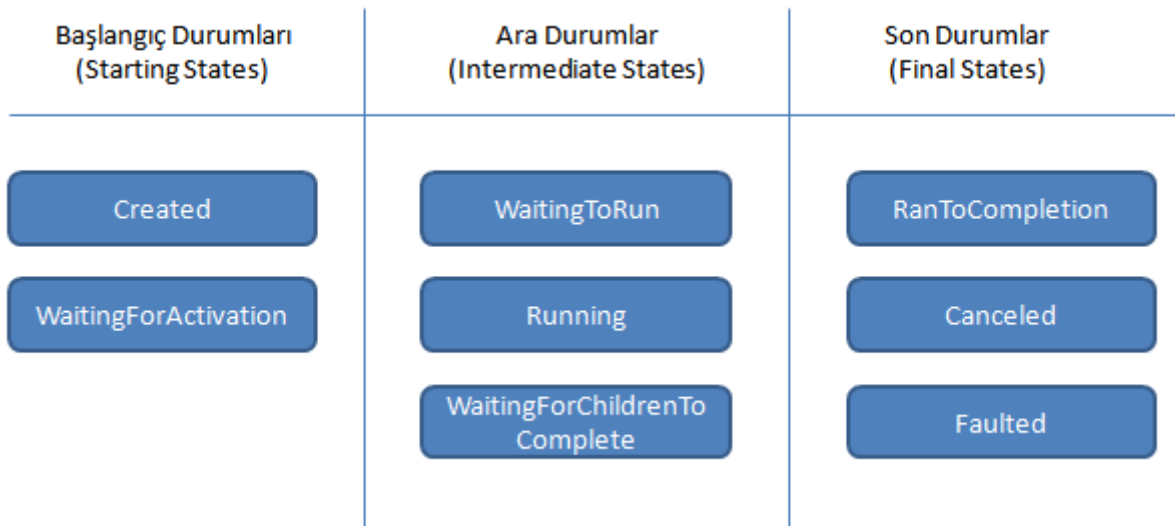 Başlangıç Durumları
(Starting States)
Ara Durumlar
(Intermediate States)
Son Durumlar
(Final States)
Created
WaitingForActivation
WaitingToRun
Running
WaitingForChildrenTo
Complete
RanToCompletion
Canceled
Faulted